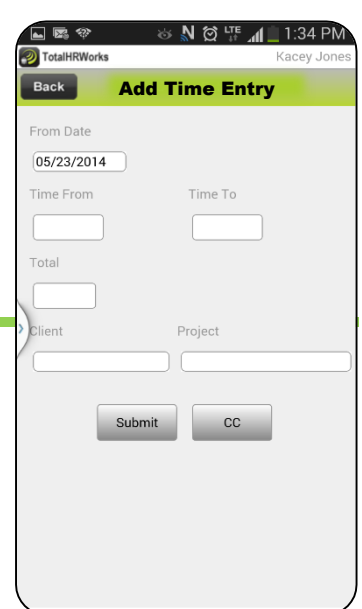 LTE 1:34 PM
TotalHRWorks Kacey Jones
Back Add Time Entry
From Date
05/23/2014
Time From Time To
Total
Client Project
Submit CC